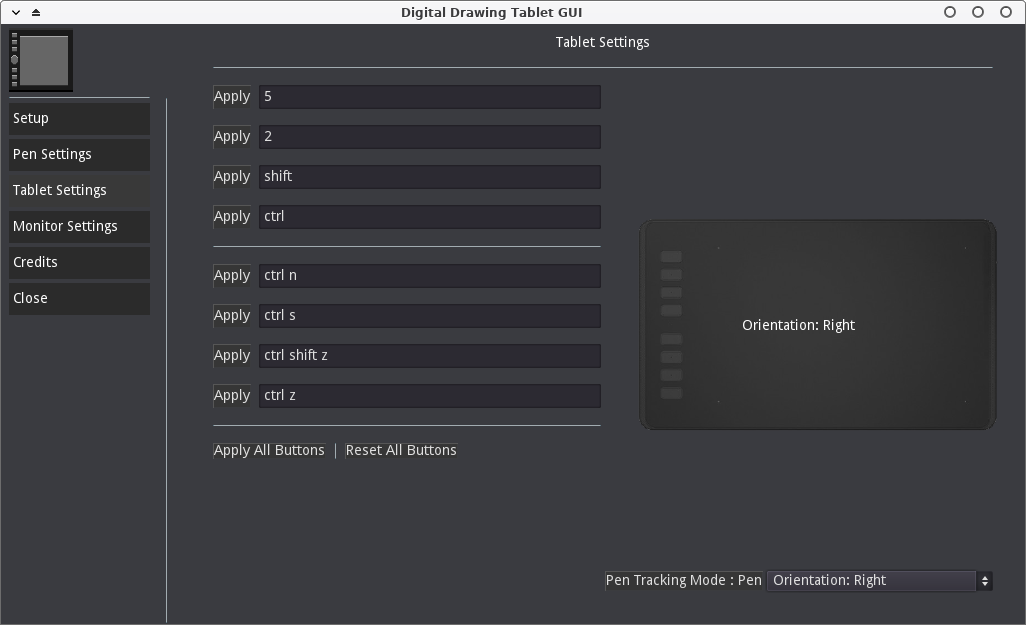 Digital Drawing Tablet GUI
Tablet Settings
Setup
Pen Settings
Tablet Settings
Monitor Settings
Credits
Close
Apply 5
Apply 2
Apply shift
Apply ctrl
Apply ctrl n
Apply ctrl s
Apply ctrl shift z
Apply ctrl z
Apply All Buttons | Reset All Buttons
Orientation: Right
Pen Tracking Mode : Pen Orientation: Right